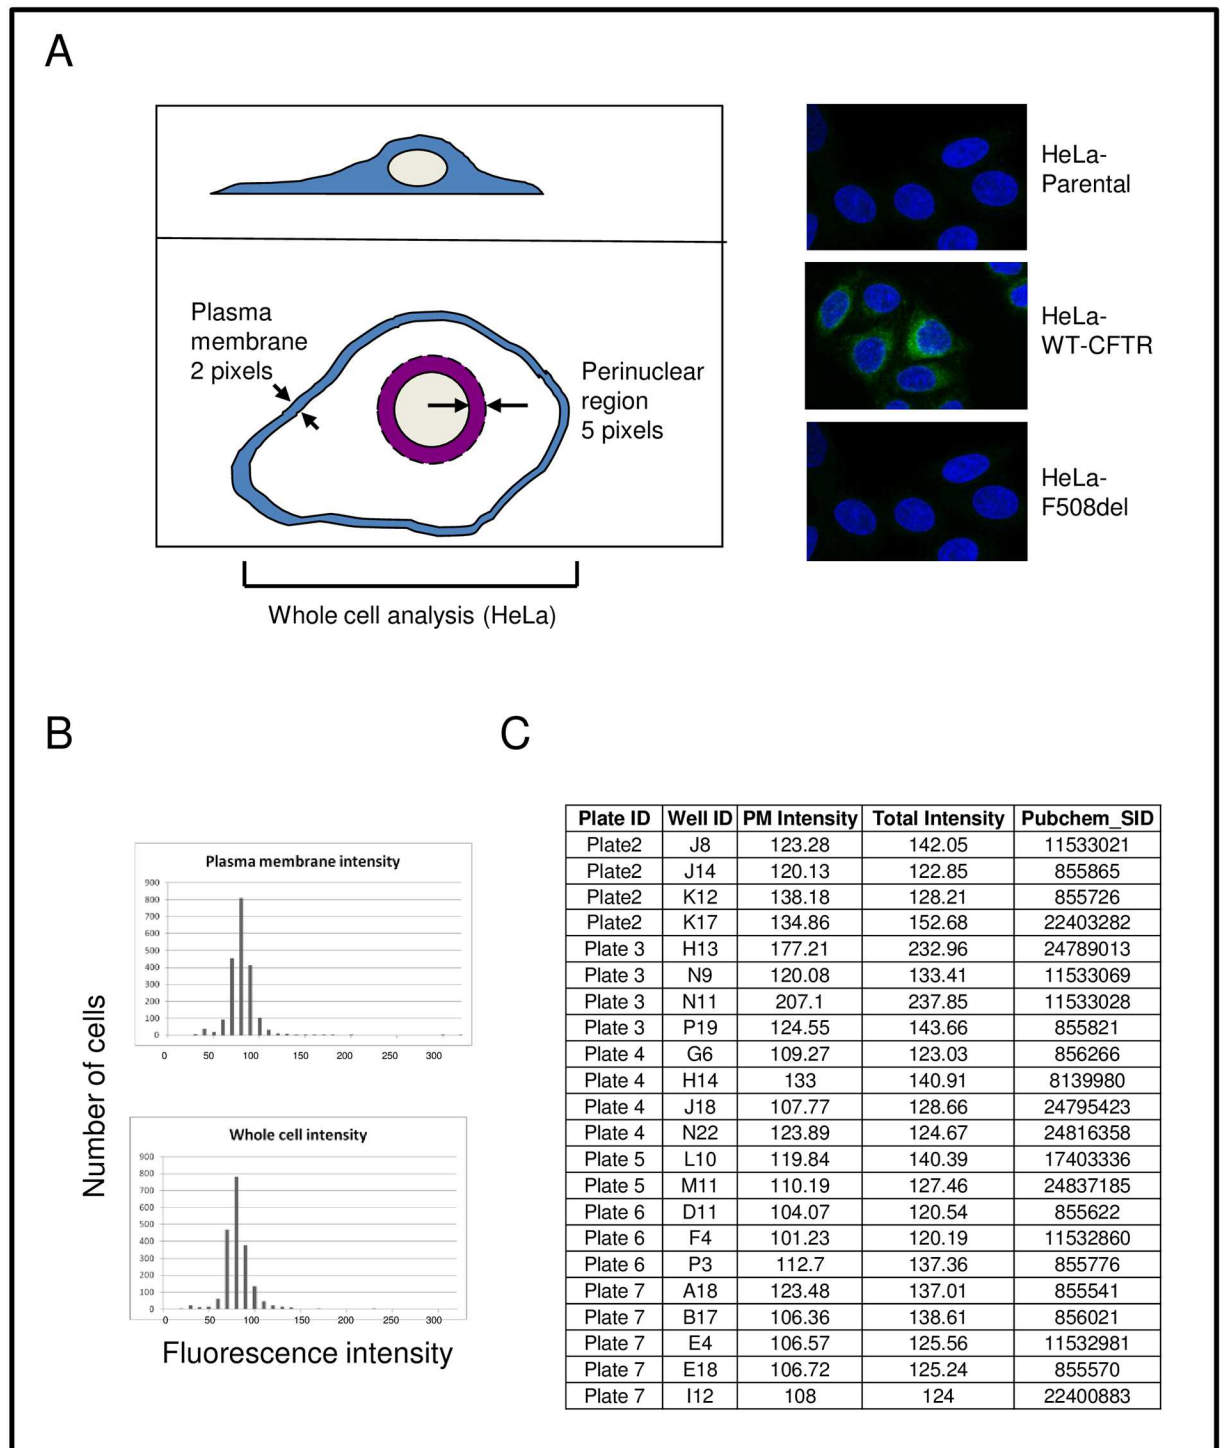 A
Plasma
membrane
2 pixels
Perinuclear
region
5 pixels
Whole cell analysis (HeLa)
HeLa-
Parental
HeLa-
WT-CFTR
HeLa-
F508del
B
Number of cells
Plasma membrane intensity
900
800
700
600
500
400
300
200
100
0
0 50 100 150 200 250 300
Whole cell intensity
900
800
700
600
500
400
300
200
100
0
0 50 100 150 200 250 300
Fluorescence intensity
C
Plate ID Well ID PM Intensity Total Intensity Pubchem_SID
Plate2 J8 123.28 142.05 11533021
Plate2 J14 120.13 122.85 855865
Plate2 K12 138.18 128.21 855726
Plate2 K17 134.86 152.68 22403282
Plate 3 H13 177.21 232.96 24789013
Plate 3 N9 120.08 133.41 11533069
Plate 3 N11 207.1 237.85 11533028
Plate 3 P19 124.55 143.66 855821
Plate 4 G6 109.27 123.03 856266
Plate 4 H14 133 140.91 8139980
Plate 4 J18 107.77 128.66 24795423
Plate 4 N22 123.89 124.67 24816358
Plate 5 L10 119.84 140.39 17403336
Plate 5 M11 110.19 127.46 24837185
Plate 6 D11 104.07 120.54 855622
Plate 6 F4 101.23 120.19 11532860
Plate 6 P3 112.7 137.36 855776
Plate 7 A18 123.48 137.01 855541
Plate 7 B17 106.36 138.61 856021
Plate 7 E4 106.57 125.56 11532981
Plate 7 E18 106.72 125.24 855570
Plate 7 I12 108 124 22400883